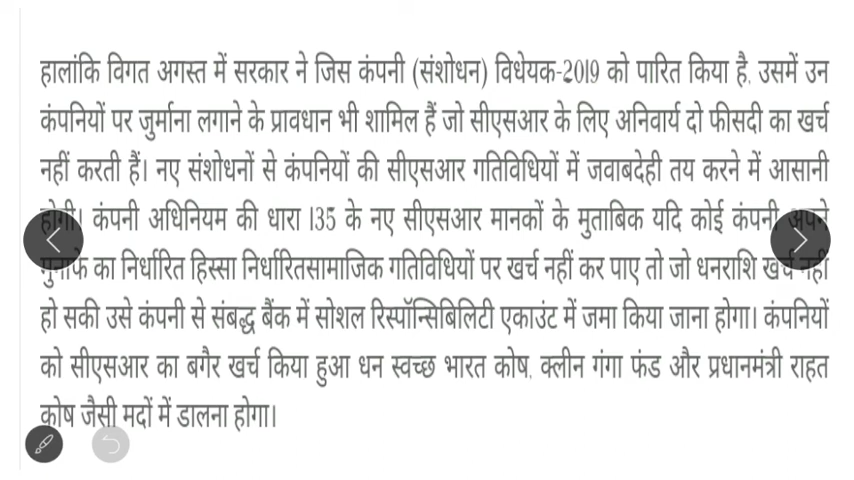 हालांकि विगत अगस्त में सरकार ने जिस कंपनी (संशोधन) विधेयक-2019 को पारित किया है, उसमें उन
कंपनियों पर जुर्माना लगाने के प्रावधान भी शामिल हैं जो सीएसआर के लिए अनिवार्य दो फीसदी का खर्च
नहीं करती हैं। नए संशोधनों से कंपनियों की सीएसआर गतिविधियों में जवाबदेही तय करने में आसानी
होगी। कंपनी अधिनियम की धारा 135 के नए सीएसआर मानकों के मुताबिक यदि कोई कंपनी अपने
मुनाफे का निर्धारित हिस्सा निर्धारितसामाजिक गतिविधियों पर खर्च नहीं कर पाए तो जो धनराशि खर्च नहीं
हो सकी उसे कंपनी से संबद्ध बैंक में सोशल रिस्पॉन्सिबिलिटी एकाउंट में जमा किया जाना होगा। कंपनियों
को सीएसआर का बगैर खर्च किया हुआ धन स्वच्छ भारत कोष, क्लीन गंगा फंड और प्रधानमंत्री राहत
कोष जैसी मदों में डालना होगा।